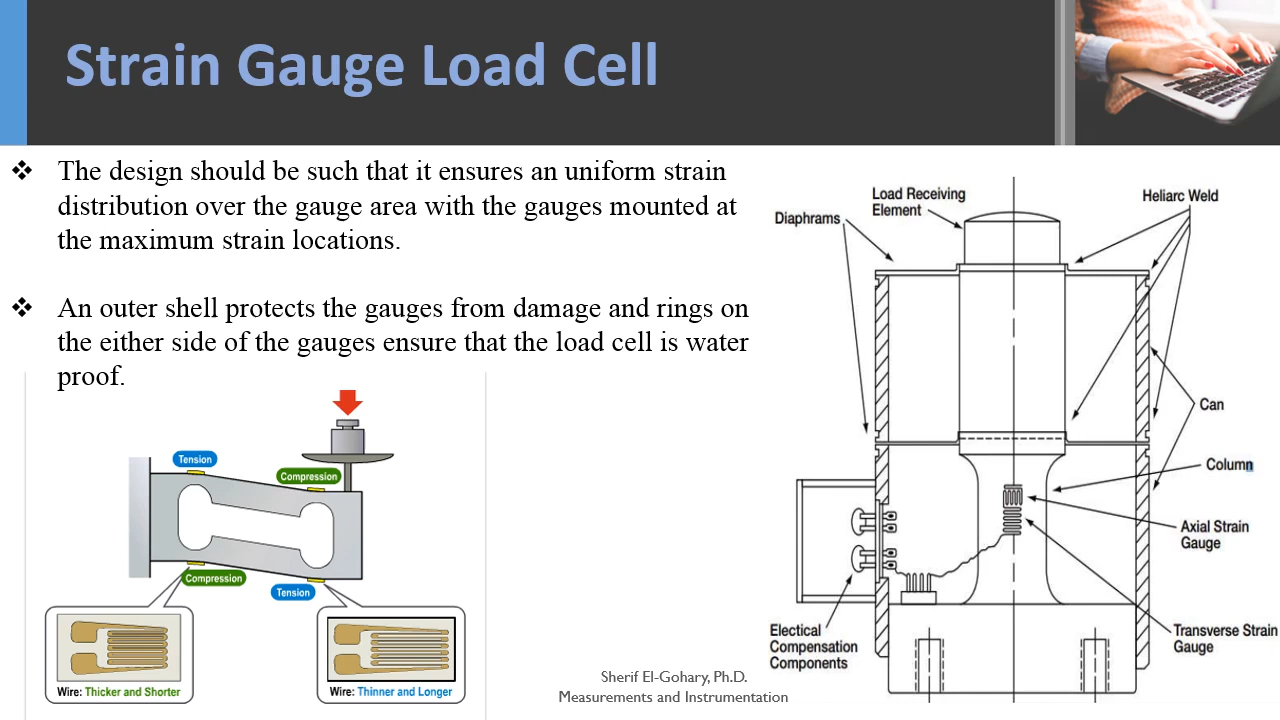 Strain Gauge Load Cell
❖ The design should be such that it ensures an uniform strain
distribution over the gauge area with the gauges mounted at
the maximum strain locations.
❖ An outer shell protects the gauges from damage and rings on
the either side of the gauges ensure that the load cell is water
proof.
Tension
Compression
Compression
Tension
Wire: Thicker and Shorter
Wire: Thinner and Longer
Load Receiving
Element
Heliarc Weld
Diaphrams
Can
Column
Axial Strain
Gauge
Transverse Strain
Gauge
Electical
Compensation
Components
Sherif El-Gohary, Ph.D.
Measurements and Instrumentation